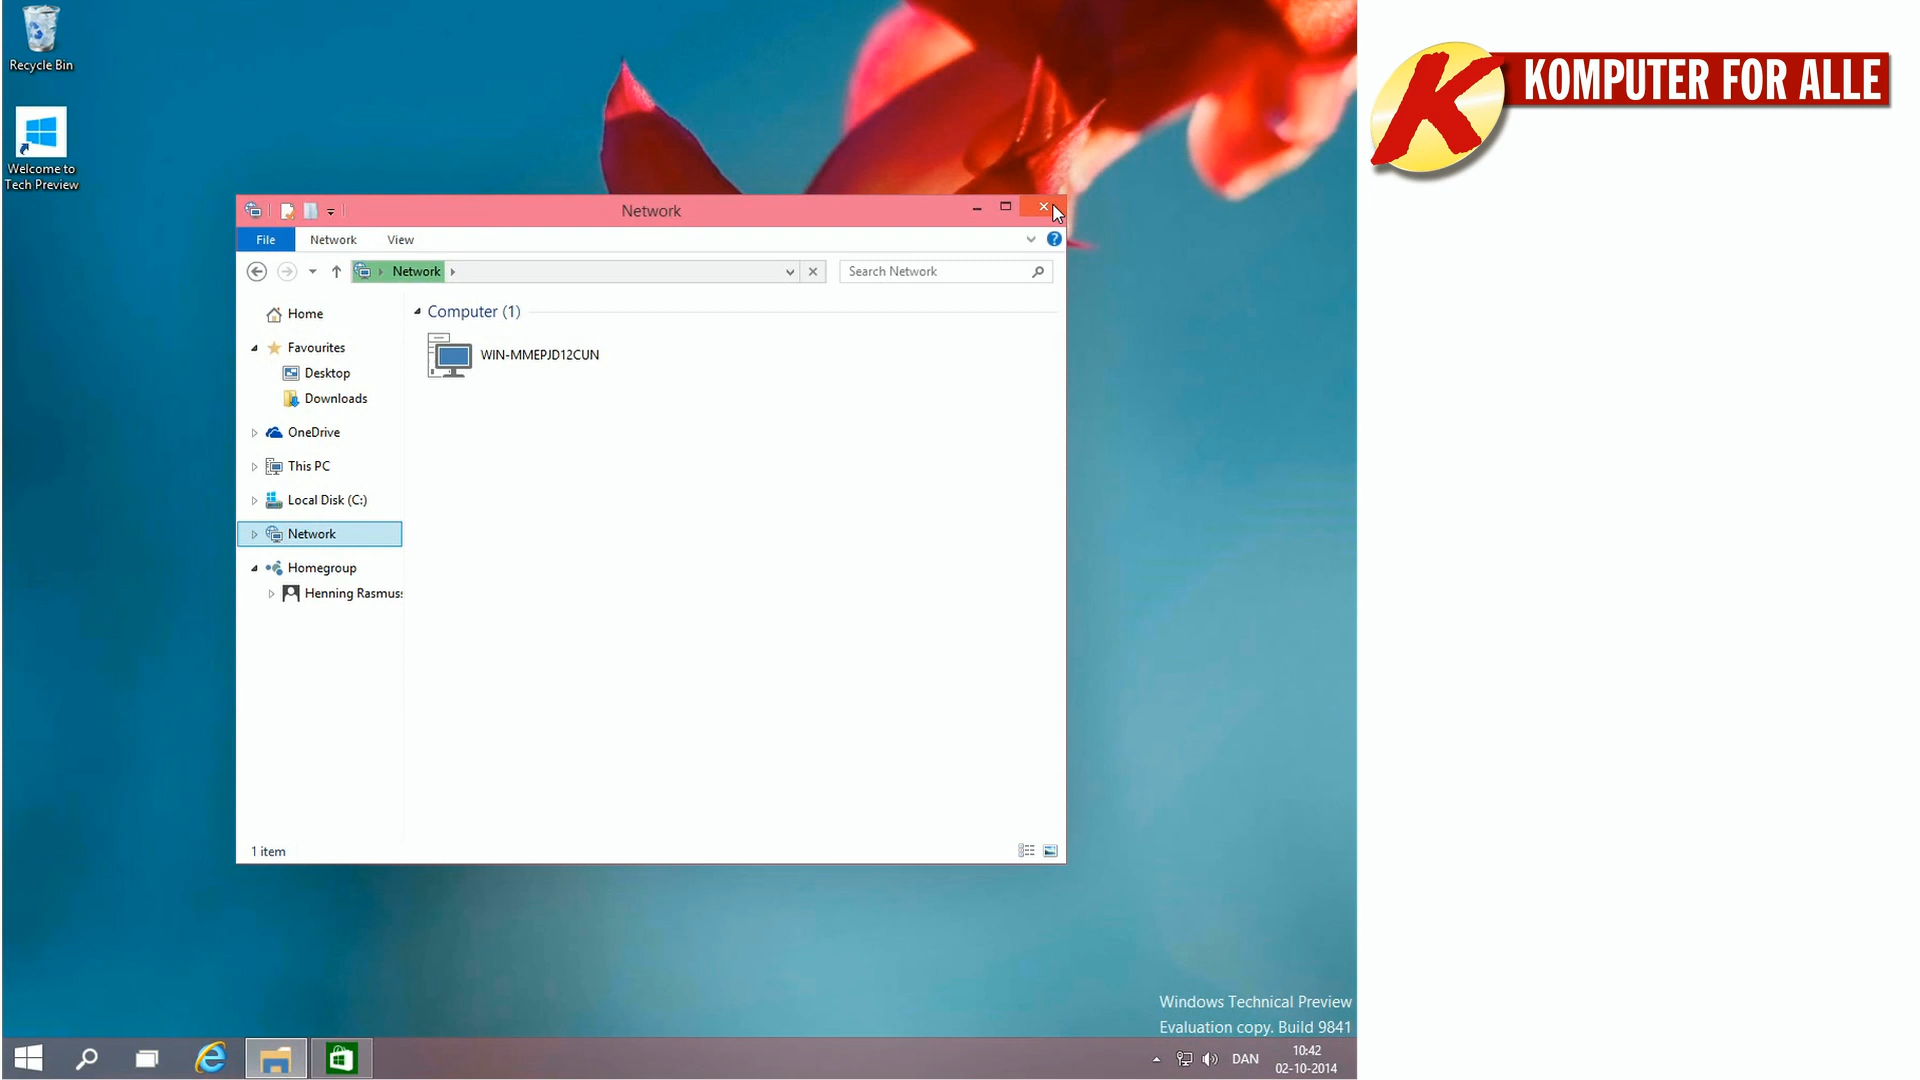 Recycle Bin
Welcome to
Tech Preview
K KOMPUTER FOR ALLE
Network
File Network View
Network
Search Network
Home
Favourites
Desktop
Downloads
OneDrive
This PC
Local Disk (C:)
Network
Homegroup
Henning Rasmus
Computer (1)
WIN-MMEPJD12CUN
1 item
Windows Technical Preview
Evaluation copy. Build 9841
DAN
10:42
02-10-2014